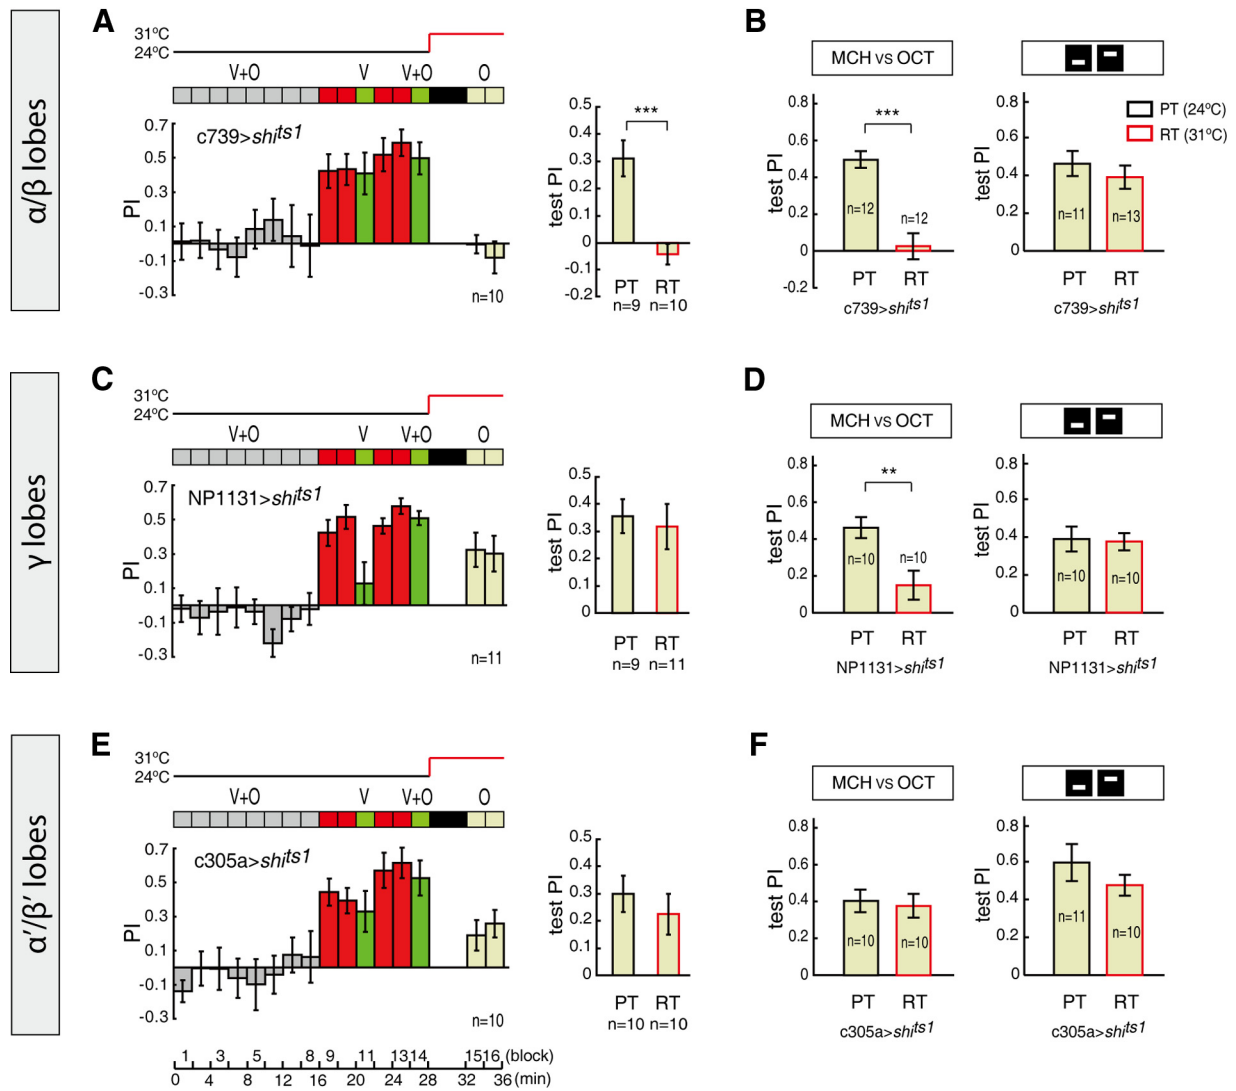 α/β lobes
A
31ºC
24ºC
V+O V V+O O
c739>shits1
PI
0.7
0.5
0.3
0.1
-0.1
-0.3
n=10
test PI
0.5
0.4
0.3
0.2
0.1
0
-0.1
-0.2
***
PT RT
n=9 n=10
B
MCH vs OCT
test PI
0.8
0.6
0.4
0.2
0
-0.2
***
n=12
n=12
PT RT
c739>shits1
test PI
0.8
0.6
0.4
0.2
0
PT (24ºC)
RT (31ºC)
n=11 n=13
PT RT
c739>shits1
γ lobes
C
31ºC
24ºC
V+O V V+O O
NP1131>shits1
PI
0.7
0.5
0.3
0.1
-0.1
-0.3
n=11
test PI
0.5
0.4
0.3
0.2
0.1
0
PT RT
n=9 n=11
D
MCH vs OCT
test PI
0.8
0.6
0.4
0.2
0
**
n=10 n=10
PT RT
NP1131>shits1
test PI
0.8
0.6
0.4
0.2
0
n=10 n=10
PT RT
NP1131>shits1
α′/β′ lobes
E
31ºC
24ºC
V+O V V+O O
c305a>shits1
PI
0.7
0.5
0.3
0.1
-0.1
-0.3
n=10
1 3 5 8 9 11 1314 1516 (block)
0 4 8 12 16 20 24 28 32 36 (min)
test PI
0.5
0.4
0.3
0.2
0.1
0
PT RT
n=10 n=10
F
MCH vs OCT
test PI
0.8
0.6
0.4
0.2
0
n=10 n=10
PT RT
c305a>shits1
test PI
0.8
0.6
0.4
0.2
0
n=11 n=10
PT RT
c305a>shits1